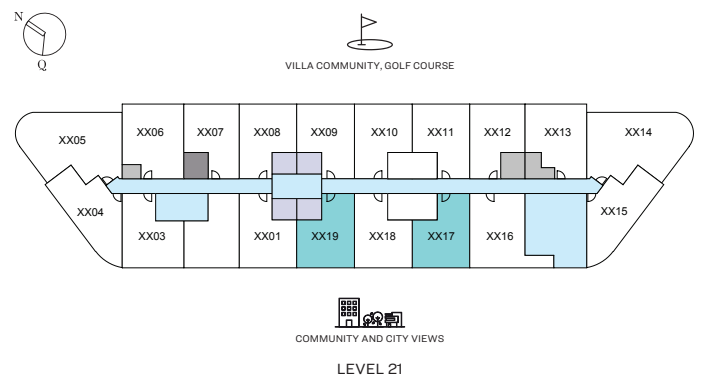 N
Q
VILLA COMMUNITY, GOLF COURSE
XX05
XX06
XX07
XX08
XX09
XX10
XX11
XX12
XX13
XX14
XX04
XX03
XX01
XX19
XX18
XX17
XX16
XX15
COMMUNITY AND CITY VIEWS
LEVEL 21